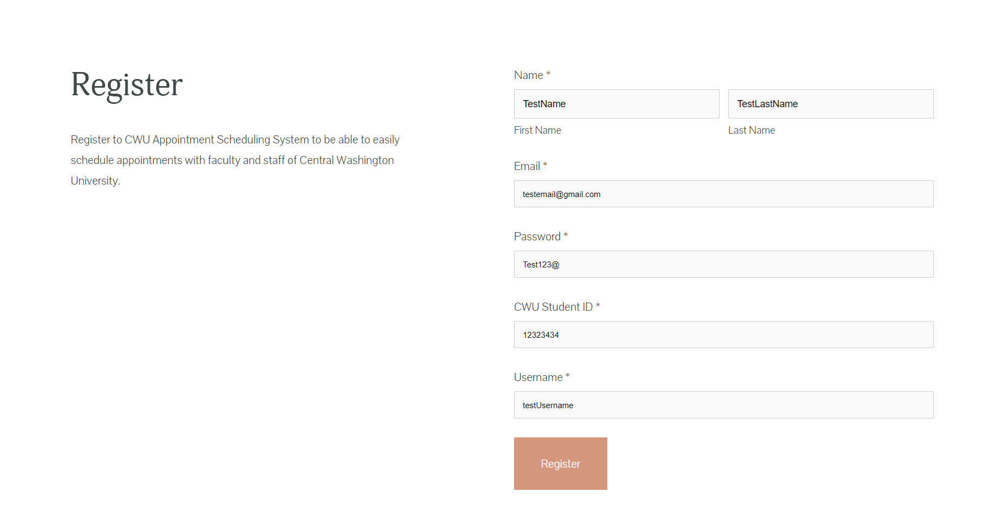 Register
Register to CWU Appointment Scheduling System to be able to easily
schedule appointments with faculty and staff of Central Washington
University.
Name *
TestName
TestLastName
First Name
Last Name
Email *
testemail@gmail.com
Password *
Test123@
CWU Student ID *
12323434
Username *
testUsername
Register